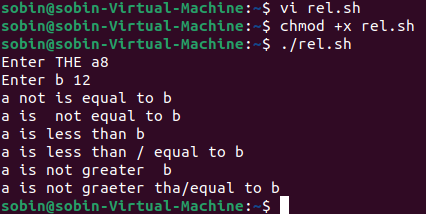 sobin@sobin-Virtual-Machine:~$ vi rel.sh
sobin@sobin-Virtual-Machine:~$ chmod +x rel.sh
sobin@sobin-Virtual-Machine:~$ ./rel.sh
Enter THE a8
Enter b 12
a not is equal to b
a is  not equal to b
a is less than b
a is less than / equal to b
a is not greater  b
a is not graeter tha/equal to b
sobin@sobin-Virtual-Machine:~$